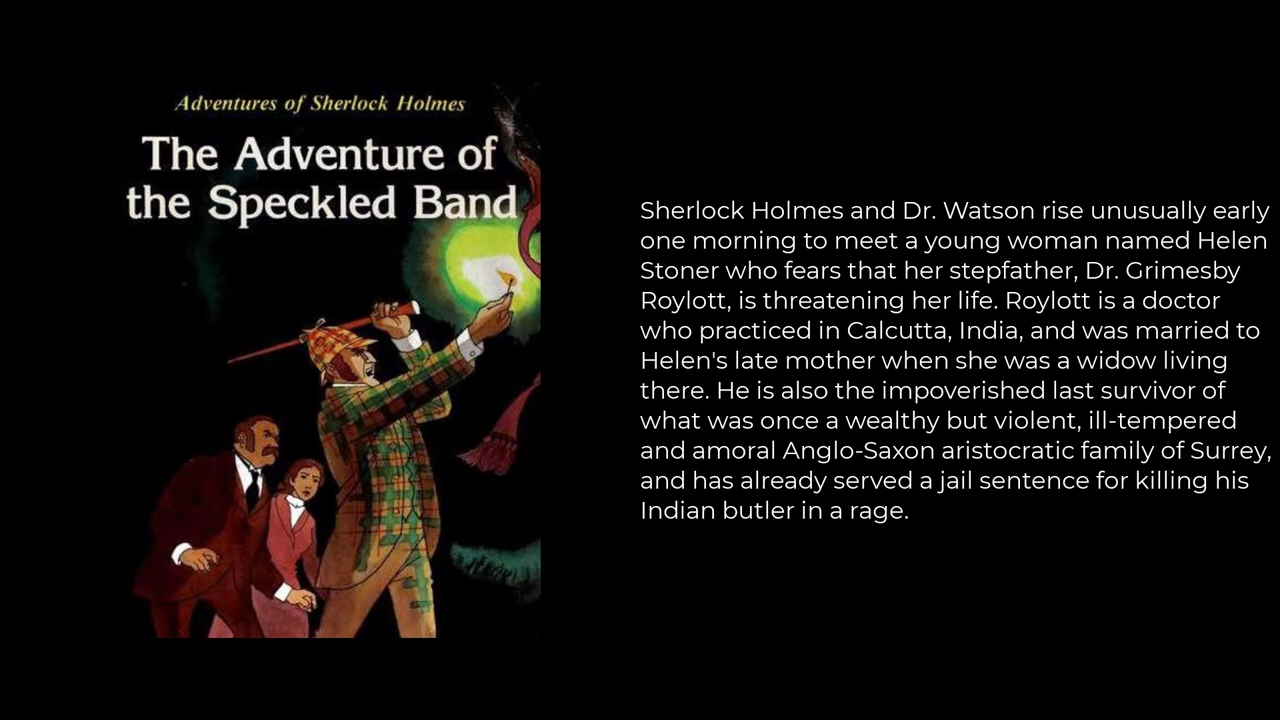 Adventures of Sherlock Holmes
The Adventure of
the Speckled Band
Sherlock Holmes and Dr. Watson rise unusually early
one morning to meet a young woman named Helen
Stoner who fears that her stepfather, Dr. Grimesby
Roylott, is threatening her life. Roylott is a doctor
who practiced in Calcutta, India, and was married to
Helen's late mother when she was a widow living
there. He is also the impoverished last survivor of
what was once a wealthy but violent, ill-tempered
and amoral Anglo-Saxon aristocratic family of Surrey,
and has already served a jail sentence for killing his
Indian butler in a rage.